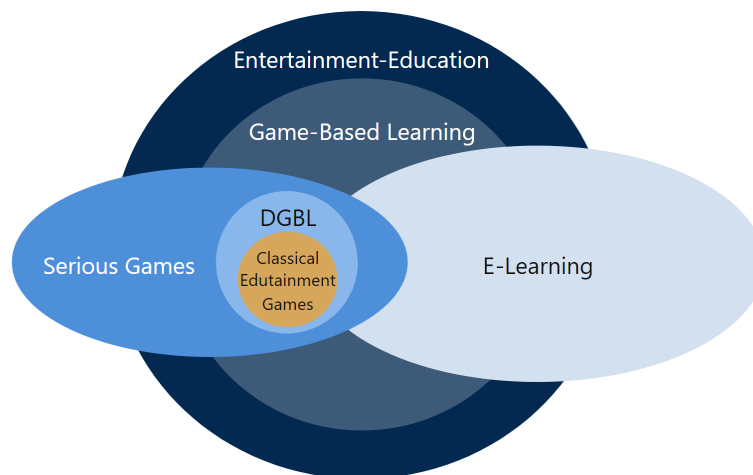 Entertainment-Education
Game-Based Learning
DGBL
Serious Games
Classical
Edutainment
Games
E-Learning